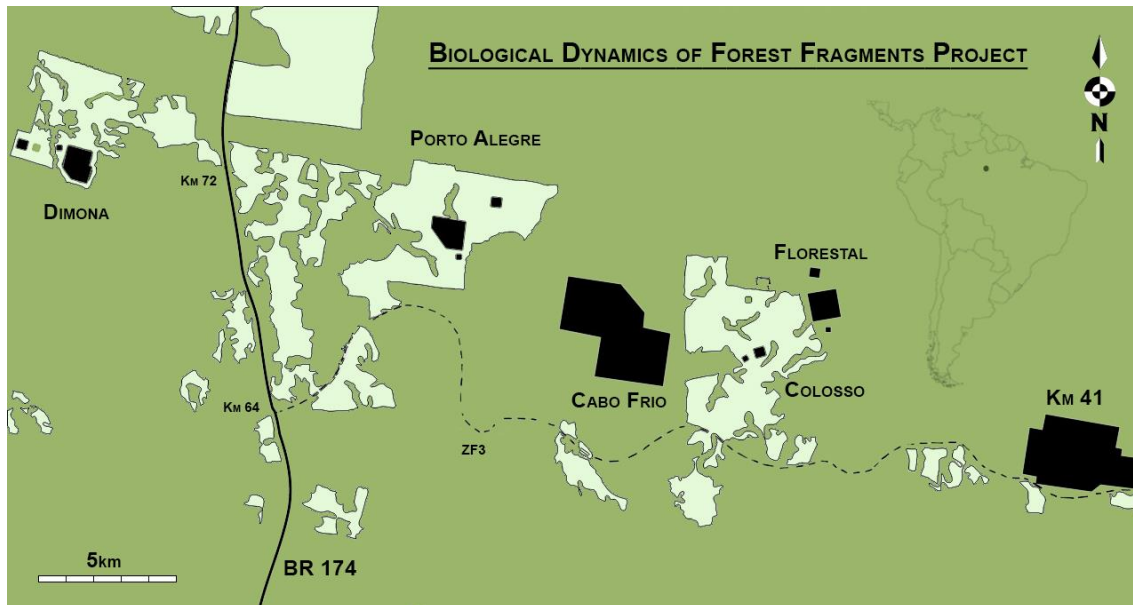 Biological Dynamics of Forest Fragments Project
N
Porto Alegre
Km 72
Dimona
Florestal
Cabo Frio
Colosso
Km 41
Km 64
ZF3
5km
BR 174